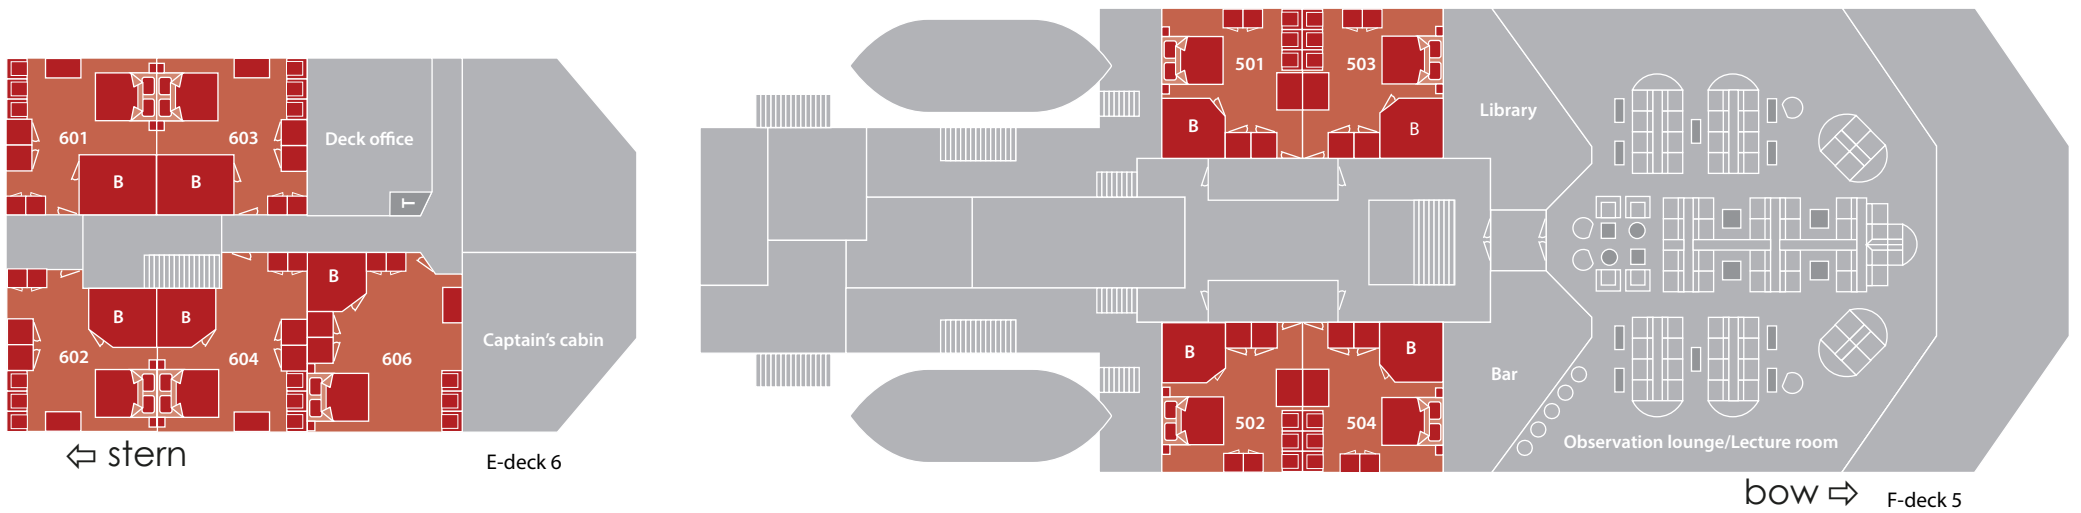 601
603
B
B
Deck office
T
B
B
B
602
604
606
Captain's cabin
stern
E-deck 6
501
503
B
B
Library
B
B
502
504
Bar
Observation lounge/Lecture room
bow
F-deck 5